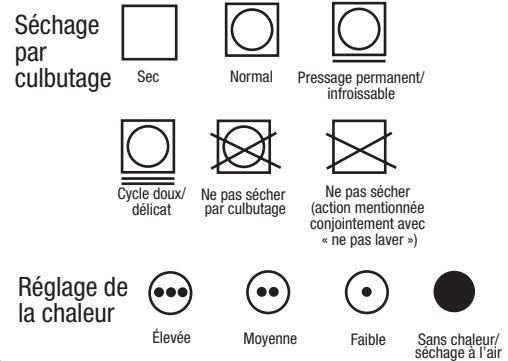 Séchage
par
culbutage
Sec
Normal
Pressage permanent/
infroissable
Cycle doux/
délicat
Ne pas sécher
par culbutage
Ne pas sécher
(action mentionnée
conjointement avec
« ne pas laver »)
Réglage de
la chaleur
Élevée
Moyenne
Faible
Sans chaleur/
séchage à l'air